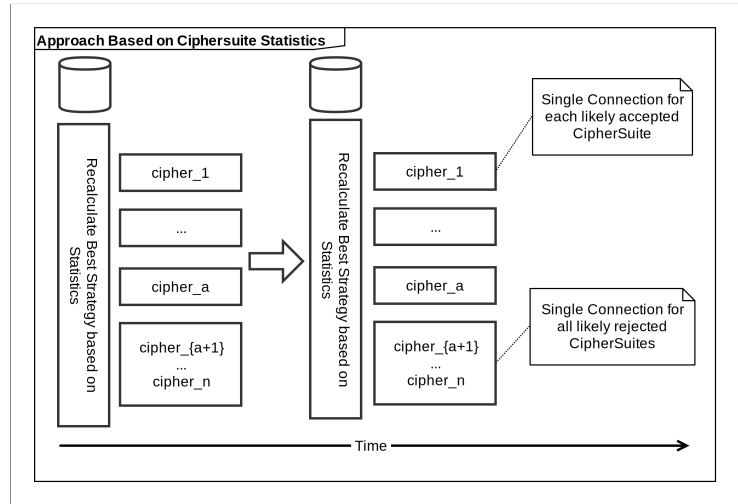 Approach Based on Ciphersuite Statistics
Recalculate Best Strategy based on
Statistics
cipher_1
...
cipher_a
cipher_{a+1}
...
cipher_n
Recalculate Best Strategy based on
Statistics
cipher_1
...
cipher_a
cipher_{a+1}
...
cipher_n
Single Connection for
each likely accepted
CipherSuite
Single Connection for
all likely rejected
CipherSuites
Time